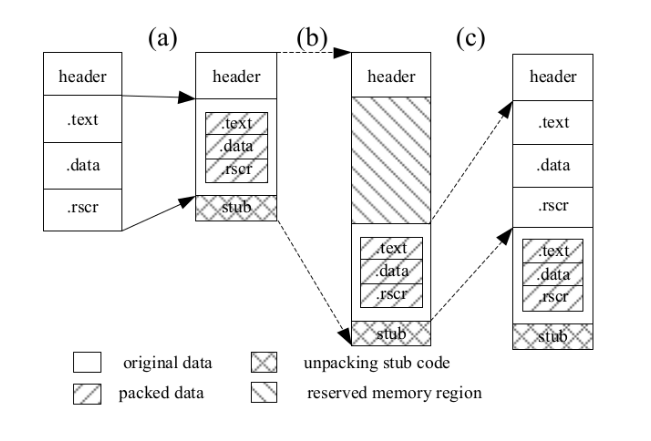 (a)
(b)
(c)
header
.text
.data
.rscr
header
.text
.data
.rscr
stub
header
.text
.data
.rscr
stub
header
.text
.data
.rscr
.text
.data
.rscr
stub
original data
unpacking stub code
packed data
reserved memory region